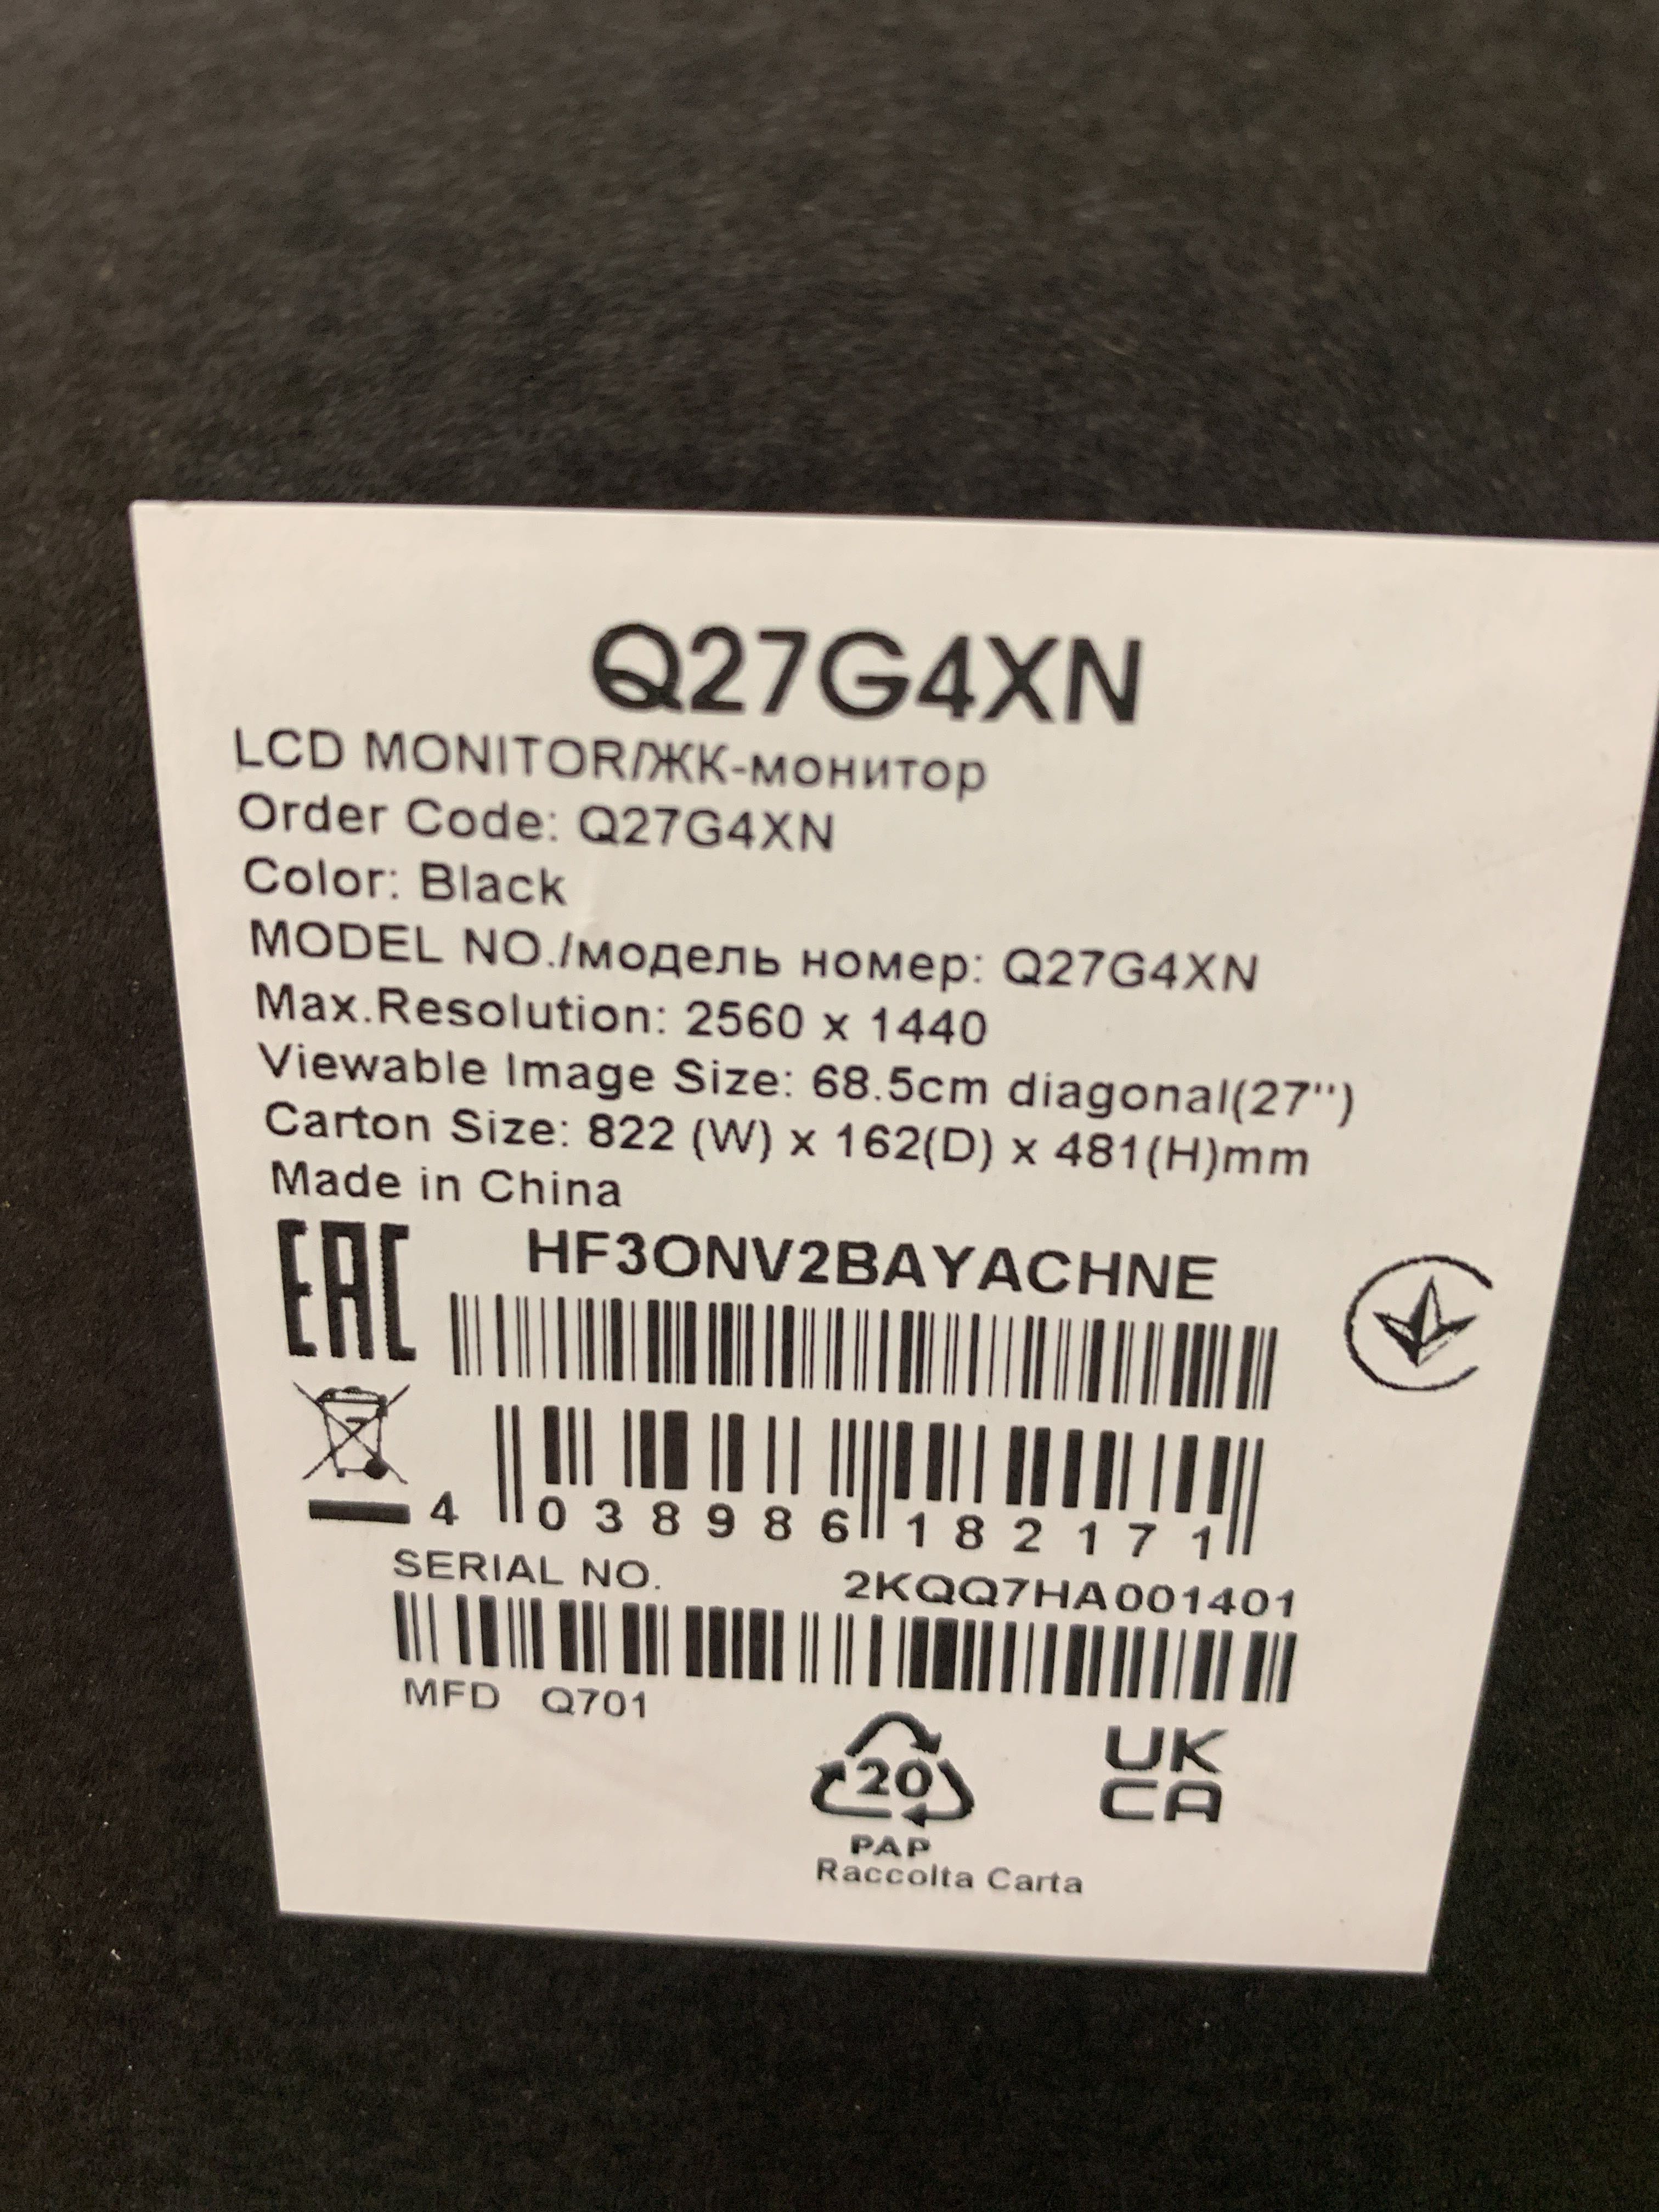 Q27G4XN
LCD MONITOR/ЖК-монитор
Order Code: Q27G4XN
Color: Black
MODEL NO./модель номер: Q27G4XN
Max.Resolution: 2560 x 1440
Viewable Image Size: 68.5cm diagonal(27'')
Carton Size: 822 (W) x 162(D) x 481(H)mm
Made in China
EAC
HF3ONV2BAYACHNE
4 038986 182171
SERIAL NO. 2KQQ7HA001401
MFD Q701
20
PAP
Raccolta Carta
UK
CA